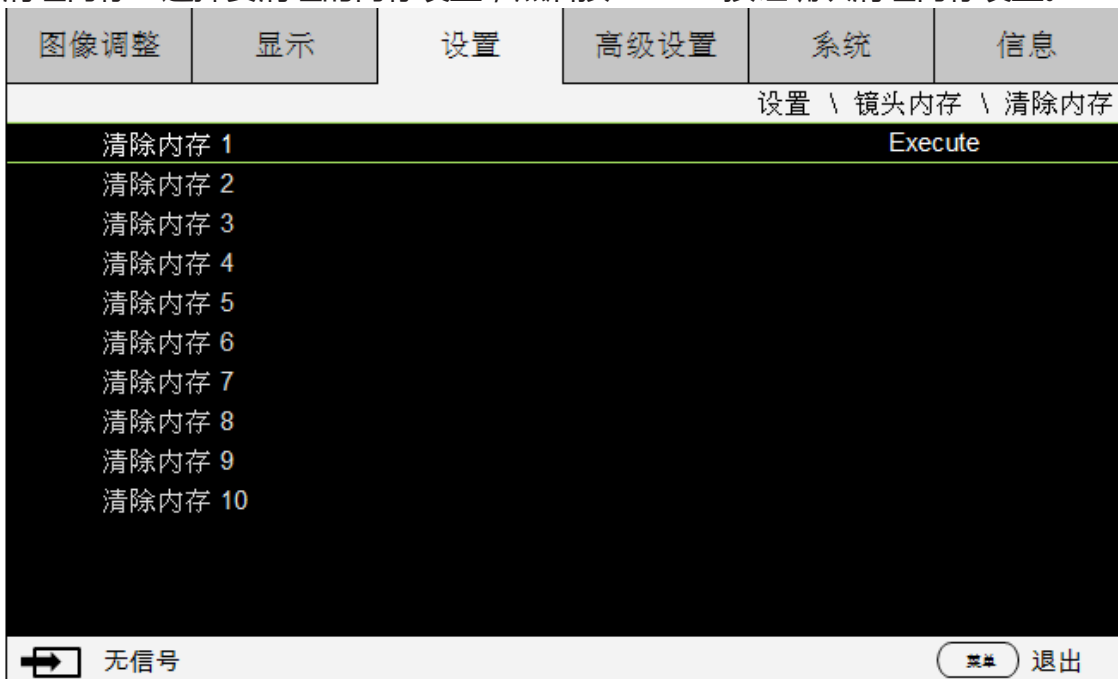 图像调整 显示 设置 高级设置 系统 信息
设置 \ 镜头内存 \ 清除内存
清除内存 1 Execute
清除内存 2
清除内存 3
清除内存 4
清除内存 5
清除内存 6
清除内存 7
清除内存 8
清除内存 9
清除内存 10
无信号 菜单 退出